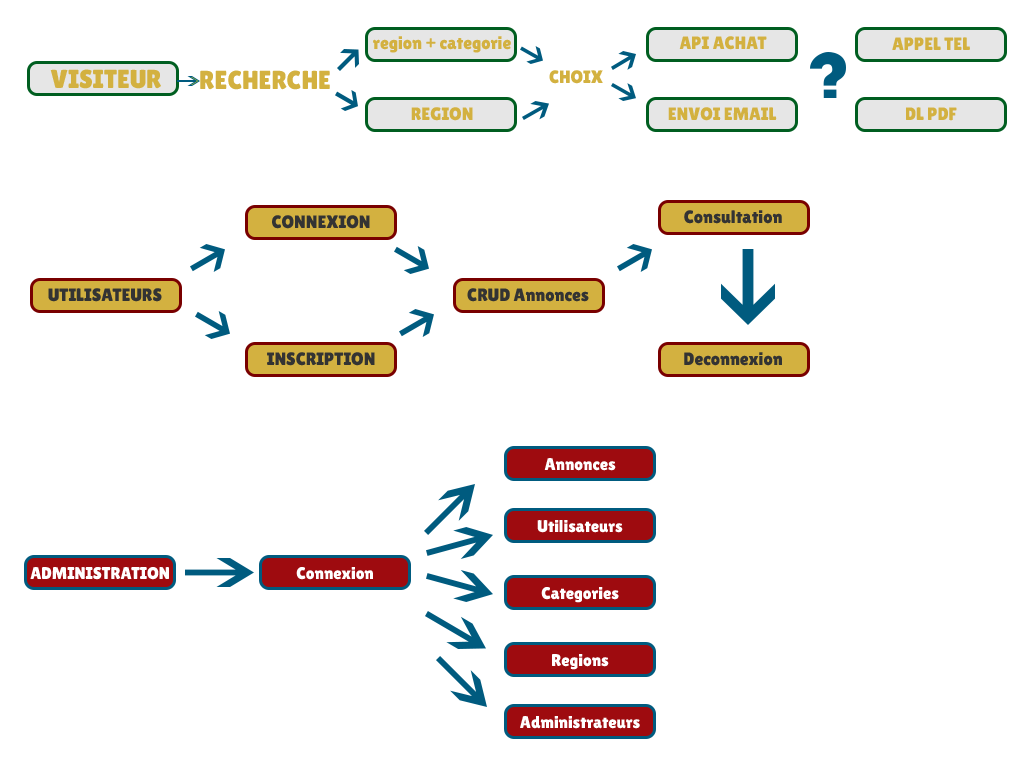 VISITEUR
RECHERCHE
region + categorie
REGION
CHOIX
API ACHAT
ENVOI EMAIL
?
APPEL TEL
DL PDF
UTILISATEURS
CONNEXION
INSCRIPTION
CRUD Annonces
Consultation
Deconnexion
ADMINISTRATION
Connexion
Annonces
Utilisateurs
Categories
Regions
Administrateurs